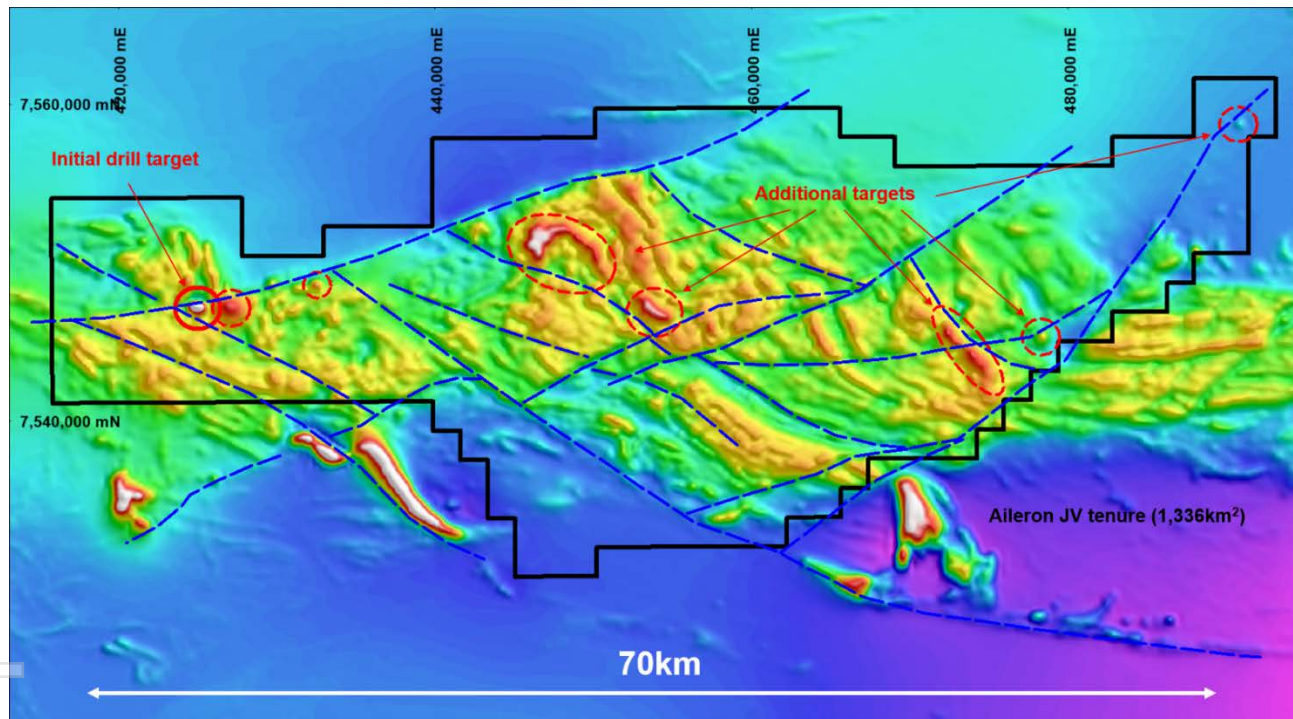 420,000 mE
440,000 mE
460,000 mE
480,000 mE
7,560,000 mN
Initial drill target
Additional targets
7,540,000 mN
Aileron JV tenure (1,336km²)
70km